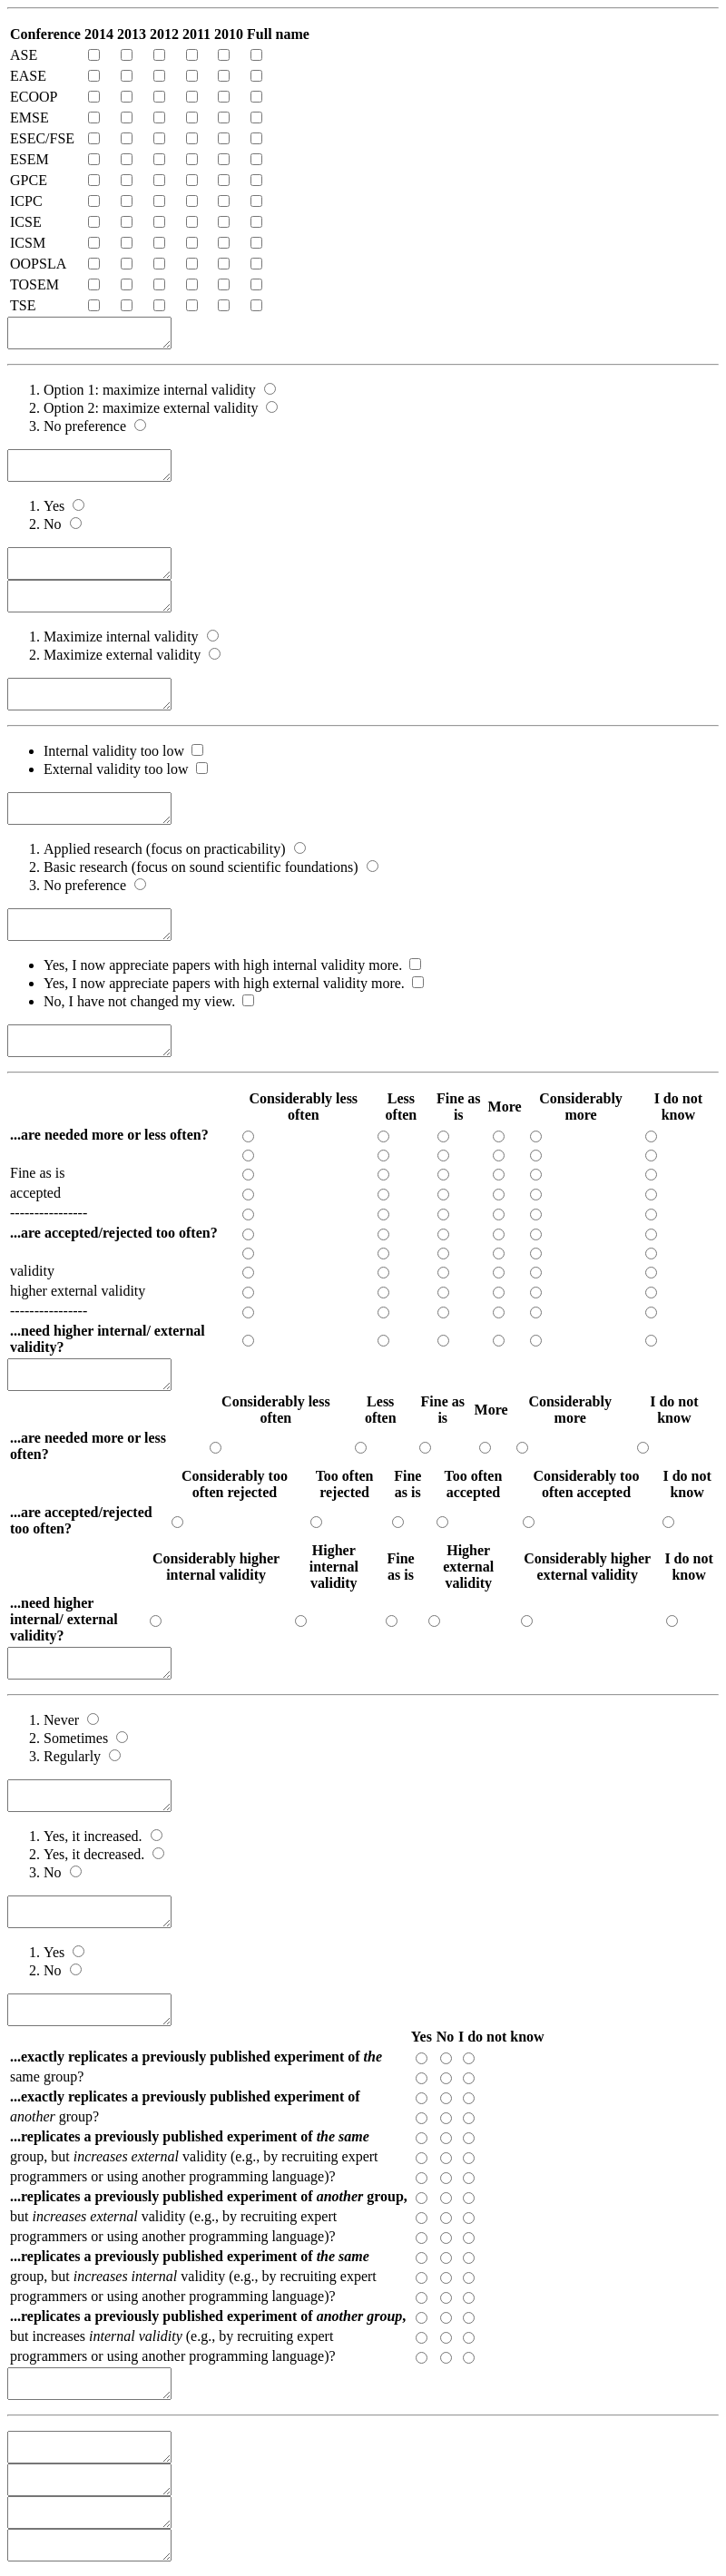 Conference 2014 2013 2012 2011 2010 Full name
ASE
EASE
ECOOP
EMSE
ESEC/FSE
ESEM
GPCE
ICPC
ICSE
ICSM
OOPSLA
TOSEM
TSE
1. Option 1: maximize internal validity
2. Option 2: maximize external validity
3. No preference
1. Yes
2. No
1. Maximize internal validity
2. Maximize external validity
• Internal validity too low
• External validity too low
1. Applied research (focus on practicability)
2. Basic research (focus on sound scientific foundations)
3. No preference
• Yes, I now appreciate papers with high internal validity more.
• Yes, I now appreciate papers with high external validity more.
• No, I have not changed my view.
Considerably less often Less often Fine as is More Considerably more I do not know
...are needed more or less often?
Fine as is
accepted
----------------
...are accepted/rejected too often?
validity
higher external validity
----------------
...need higher internal/ external
validity?
Considerably less often Less often Fine as is More Considerably more I do not know
...are needed more or less
often?
Considerably too often rejected Too often rejected Fine as is Too often accepted Considerably too often accepted I do not know
...are accepted/rejected
too often?
Considerably higher internal validity Higher internal validity Fine as is Higher external validity Considerably higher external validity I do not know
...need higher
internal/ external
validity?
1. Never
2. Sometimes
3. Regularly
1. Yes, it increased.
2. Yes, it decreased.
3. No
1. Yes
2. No
Yes No I do not know
...exactly replicates a previously published experiment of the
same group?
...exactly replicates a previously published experiment of
another group?
...replicates a previously published experiment of the same
group, but increases external validity (e.g., by recruiting expert
programmers or using another programming language)?
...replicates a previously published experiment of another group,
but increases external validity (e.g., by recruiting expert
programmers or using another programming language)?
...replicates a previously published experiment of the same
group, but increases internal validity (e.g., by recruiting expert
programmers or using another programming language)?
...replicates a previously published experiment of another group,
but increases internal validity (e.g., by recruiting expert
programmers or using another programming language)?